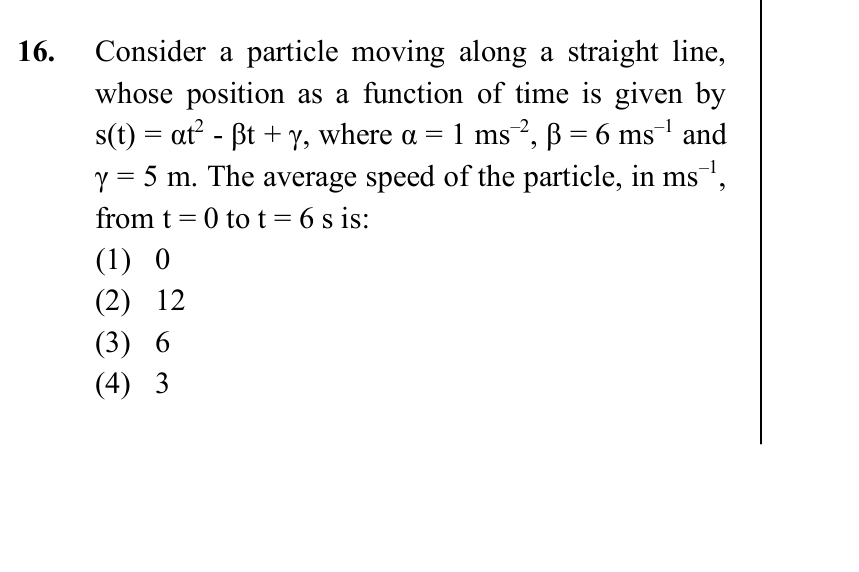 16. Consider a particle moving along a straight line,
whose position as a function of time is given by
s(t) = αt² - βt + γ, where α = 1 ms⁻², β = 6 ms⁻¹ and
γ = 5 m. The average speed of the particle, in ms⁻¹,
from t = 0 to t = 6 s is:
(1) 0
(2) 12
(3) 6
(4) 3